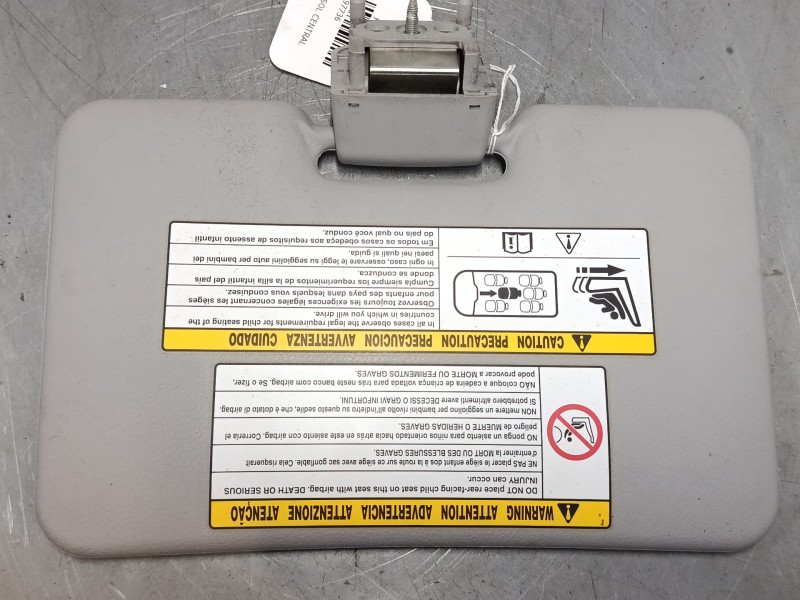 WARNING ATTENTION ADVERTENCIA ATTENZIONE ATENÇÃO
DO NOT place rear-facing child seat on this seat with airbag. DEATH OR SERIOUS
INJURY can occur.
NE PAS placer le siège enfant dos à la route sur ce siège avec sac gonflable. Cela risquerait
d'entraîner la MORT OU DES BLESSURES GRAVES.
NO ponga un asiento para niños orientado hacia atrás en este asiento con airbag. Correría el
peligro de MUERTE O HERIDAS GRAVES.
NON mettere un seggiolino per bambini rivolto all'indietro su questo sedile, che è dotato di airbag.
Si potrebbero altrimenti avere DECESSI O GRAVI INFORTUNI.
NÃO coloque a cadeira de criança voltada para trás neste banco com airbag. Se o fizer,
pode provocar a MORTE OU FERIMENTOS GRAVES.
CAUTION PRECAUTION PRECAUCION AVVERTENZA CUIDADO
In all cases observe the legal requirements for child seating of the
countries in which you will drive.
Observez toujours les exigences légales concernant les sièges
pour enfants des pays dans lesquels vous conduisez.
Cumpla siempre los requerimientos de la silla infantil del país
donde se conduzca.
In ogni caso, osservare le leggi su seggiolino auto per bambini dei
paesi nei quali si guida.
Em todos os casos obedeça aos requisitos de assento infantil
do país no qual você conduz.
SOL CENTRAL
97736